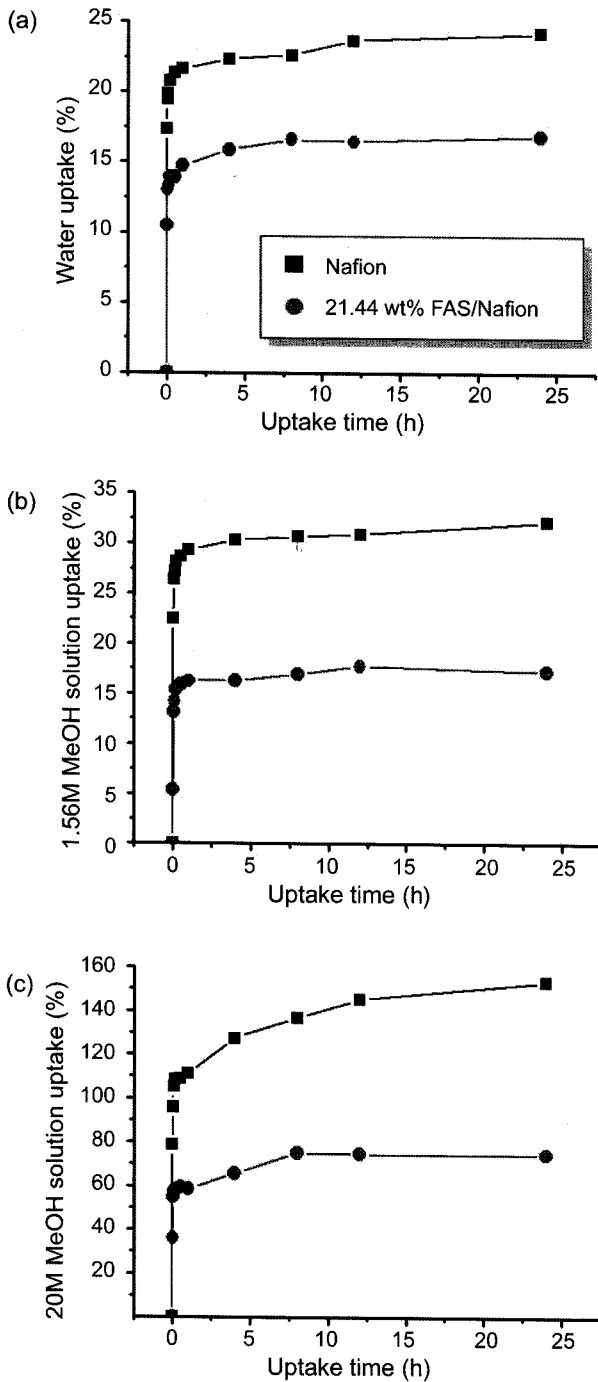 (a)
Water uptake (%)
25
20
15
10
5
0
Nafion
21.44 wt% FAS/Nafion
0 5 10 15 20 25
Uptake time (h)
(b)
1.56M MeOH solution uptake (%)
35
30
25
20
15
10
5
0
0 5 10 15 20 25
Uptake time (h)
(c)
20M MeOH solution uptake (%)
160
140
120
100
80
60
40
20
0 5 10 15 20 25
Uptake time (h)